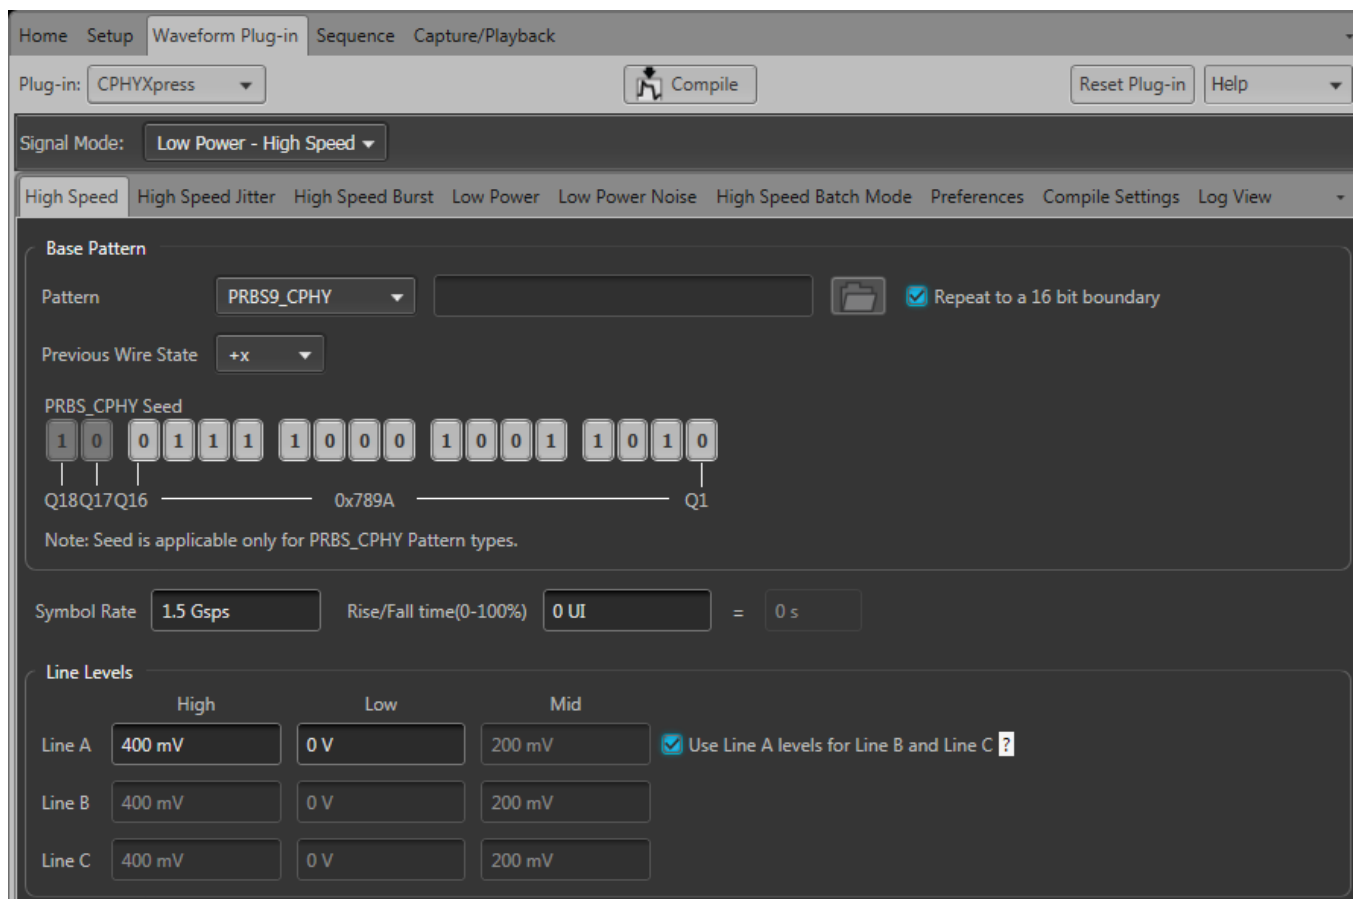 Home Setup Waveform Plug-in Sequence Capture/Playback
Plug-in: CPHYXpress Compile Reset Plug-in Help
Signal Mode: Low Power - High Speed
High Speed High Speed Jitter High Speed Burst Low Power Low Power Noise High Speed Batch Mode Preferences Compile Settings Log View
Base Pattern
Pattern PRBS9_CPHY Repeat to a 16 bit boundary
Previous Wire State +x
PRBS_CPHY Seed
1 0 0 1 1 1 1 0 0 0 1 0 0 1 1 0 1 0
Q18 Q17 Q16 0x789A Q1
Note: Seed is applicable only for PRBS_CPHY Pattern types.
Symbol Rate 1.5 Gsps Rise/Fall time(0-100%) 0 UI = 0 s
Line Levels
High Low Mid
Line A 400 mV 0 V 200 mV Use Line A levels for Line B and Line C ?
Line B 400 mV 0 V 200 mV
Line C 400 mV 0 V 200 mV